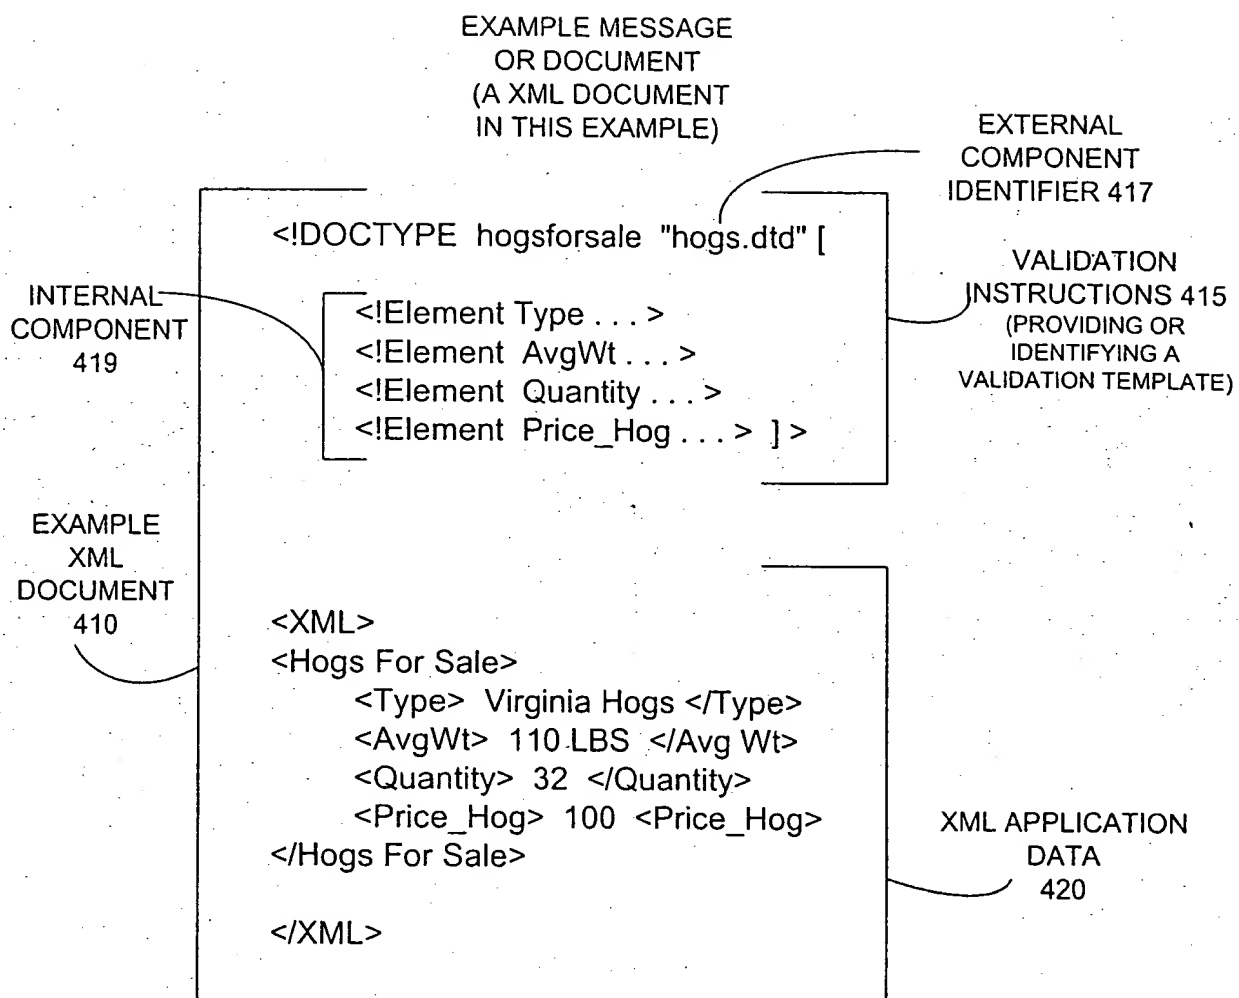 EXAMPLE MESSAGE
OR DOCUMENT
(A XML DOCUMENT
IN THIS EXAMPLE)
EXTERNAL
COMPONENT
IDENTIFIER 417
<!DOCTYPE hogsforsale "hogs.dtd" [
VALIDATION
INSTRUCTIONS 415
(PROVIDING OR
IDENTIFYING A
VALIDATION TEMPLATE)
INTERNAL
COMPONENT
419
<!Element Type . . . >
<!Element AvgWt . . . >
<!Element Quantity . . . >
<!Element Price_Hog . . . > ] >
EXAMPLE
XML
DOCUMENT
410
<XML>
<Hogs For Sale>
<Type> Virginia Hogs </Type>
<AvgWt> 110 LBS </Avg Wt>
<Quantity> 32 </Quantity>
<Price_Hog> 100 <Price_Hog>
</Hogs For Sale>
</XML>
XML APPLICATION
DATA
420